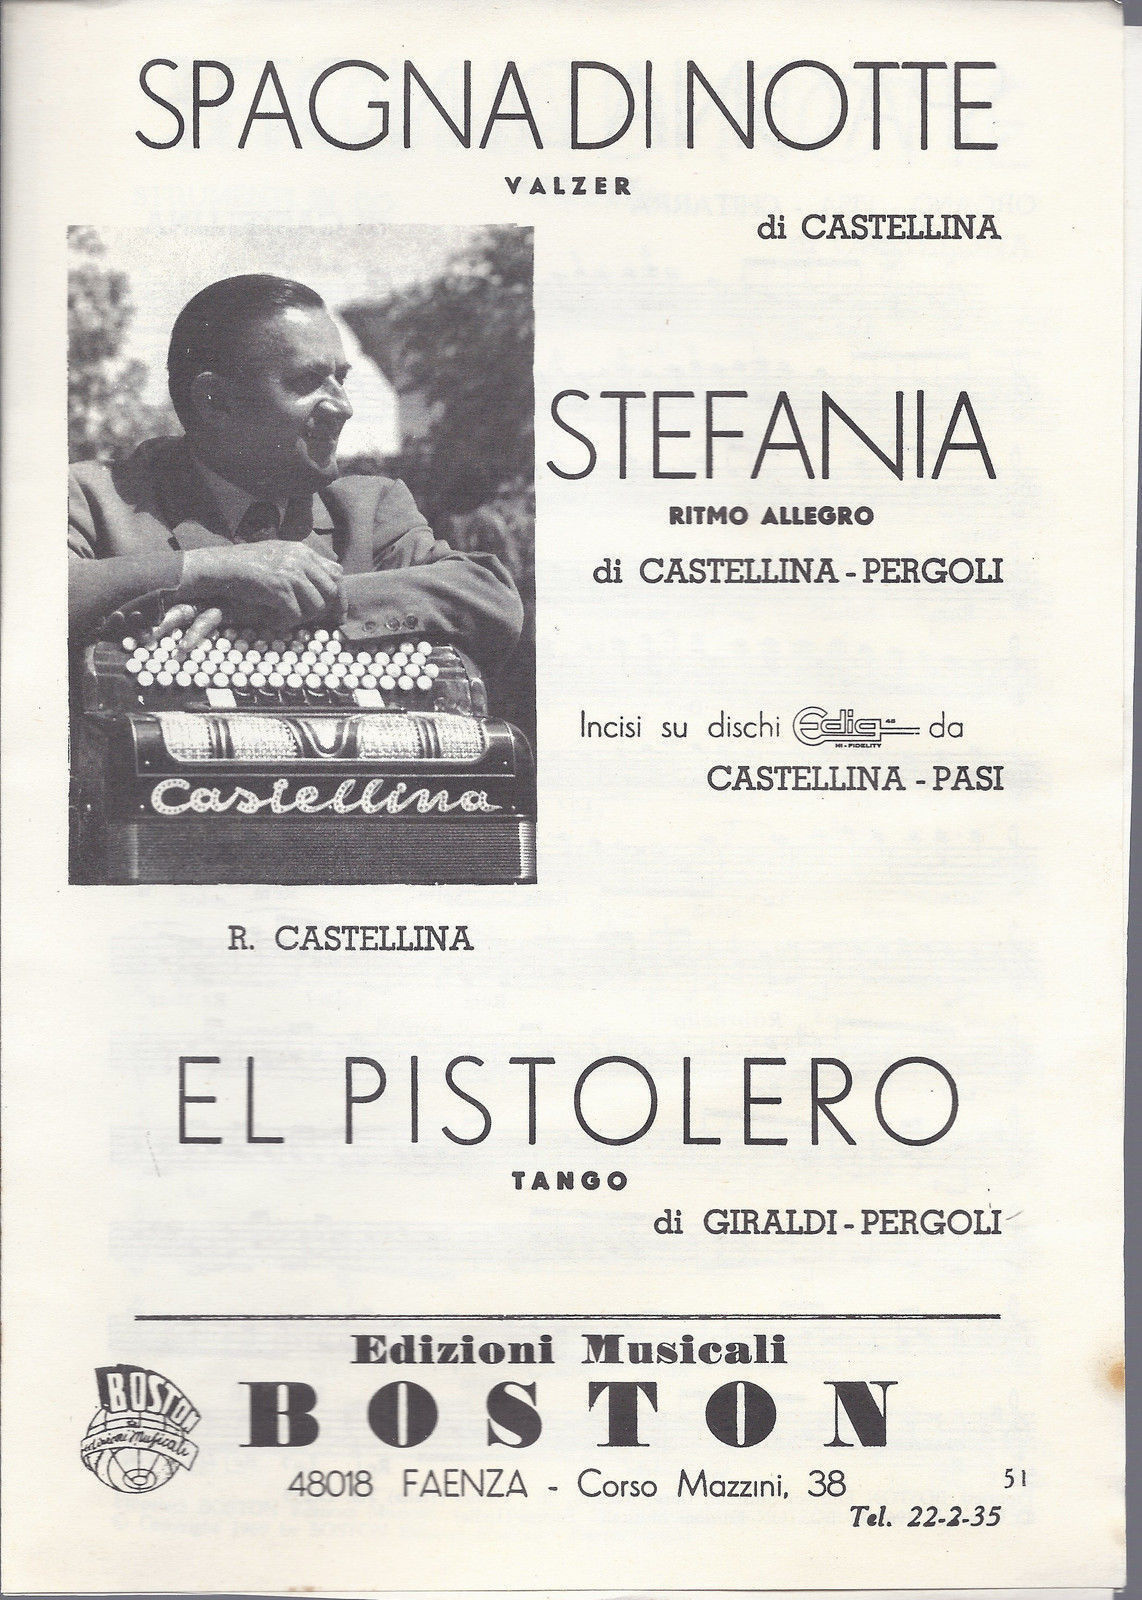 SPAGNA DI NOTTE
VALZER
di CASTELLINA
STEFANIA
RITMO ALLEGRO
di CASTELLINA - PERGOLI
Incisi su dischi Edig da
HI-FIDELITY
CASTELLINA - PASI
Castellina
R. CASTELLINA
EL PISTOLERO
TANGO
di GIRALDI - PERGOLI
Edizioni Musicali
BOSTON
BOSTON
edizioni Musicali
48018 FAENZA - Corso Mazzini, 38
51
Tel. 22-2-35